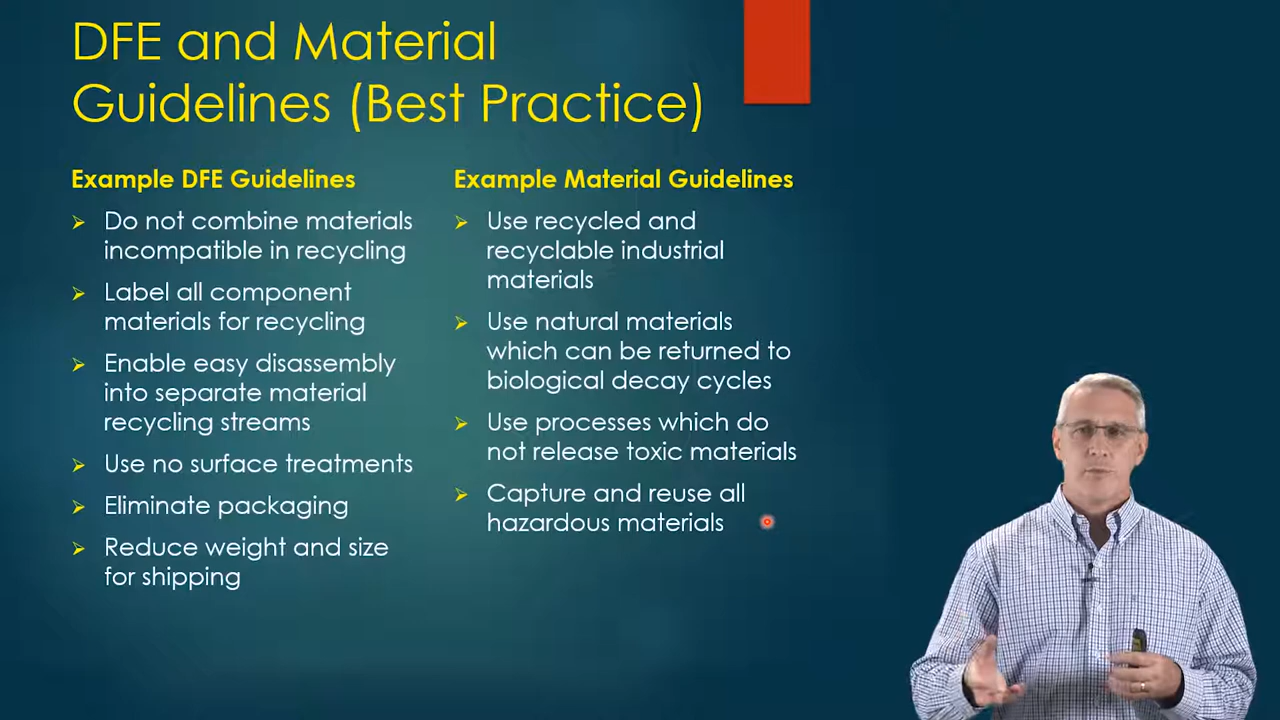 DFE and Material
Guidelines (Best Practice)
Example DFE Guidelines
Do not combine materials
incompatible in recycling
Label all component
materials for recycling
Enable easy disassembly
into separate material
recycling streams
Use no surface treatments
Eliminate packaging
Reduce weight and size
for shipping
Example Material Guidelines
Use recycled and
recyclable industrial
materials
Use natural materials
which can be returned to
biological decay cycles
Use processes which do
not release toxic materials
Capture and reuse all
hazardous materials